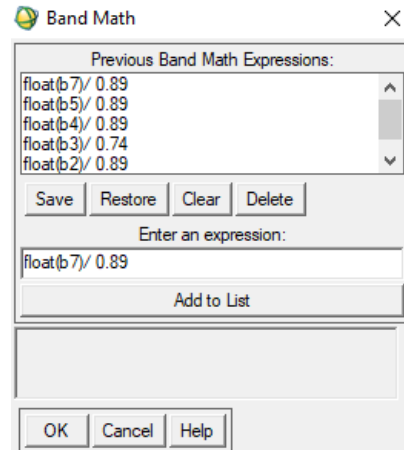 Band Math
Previous Band Math Expressions:
float(b7)/ 0.89
float(b5)/ 0.89
float(b4)/ 0.89
float(b3)/ 0.74
float(b2)/ 0.89
Save Restore Clear Delete
Enter an expression:
float(b7)/ 0.89
Add to List
OK Cancel Help